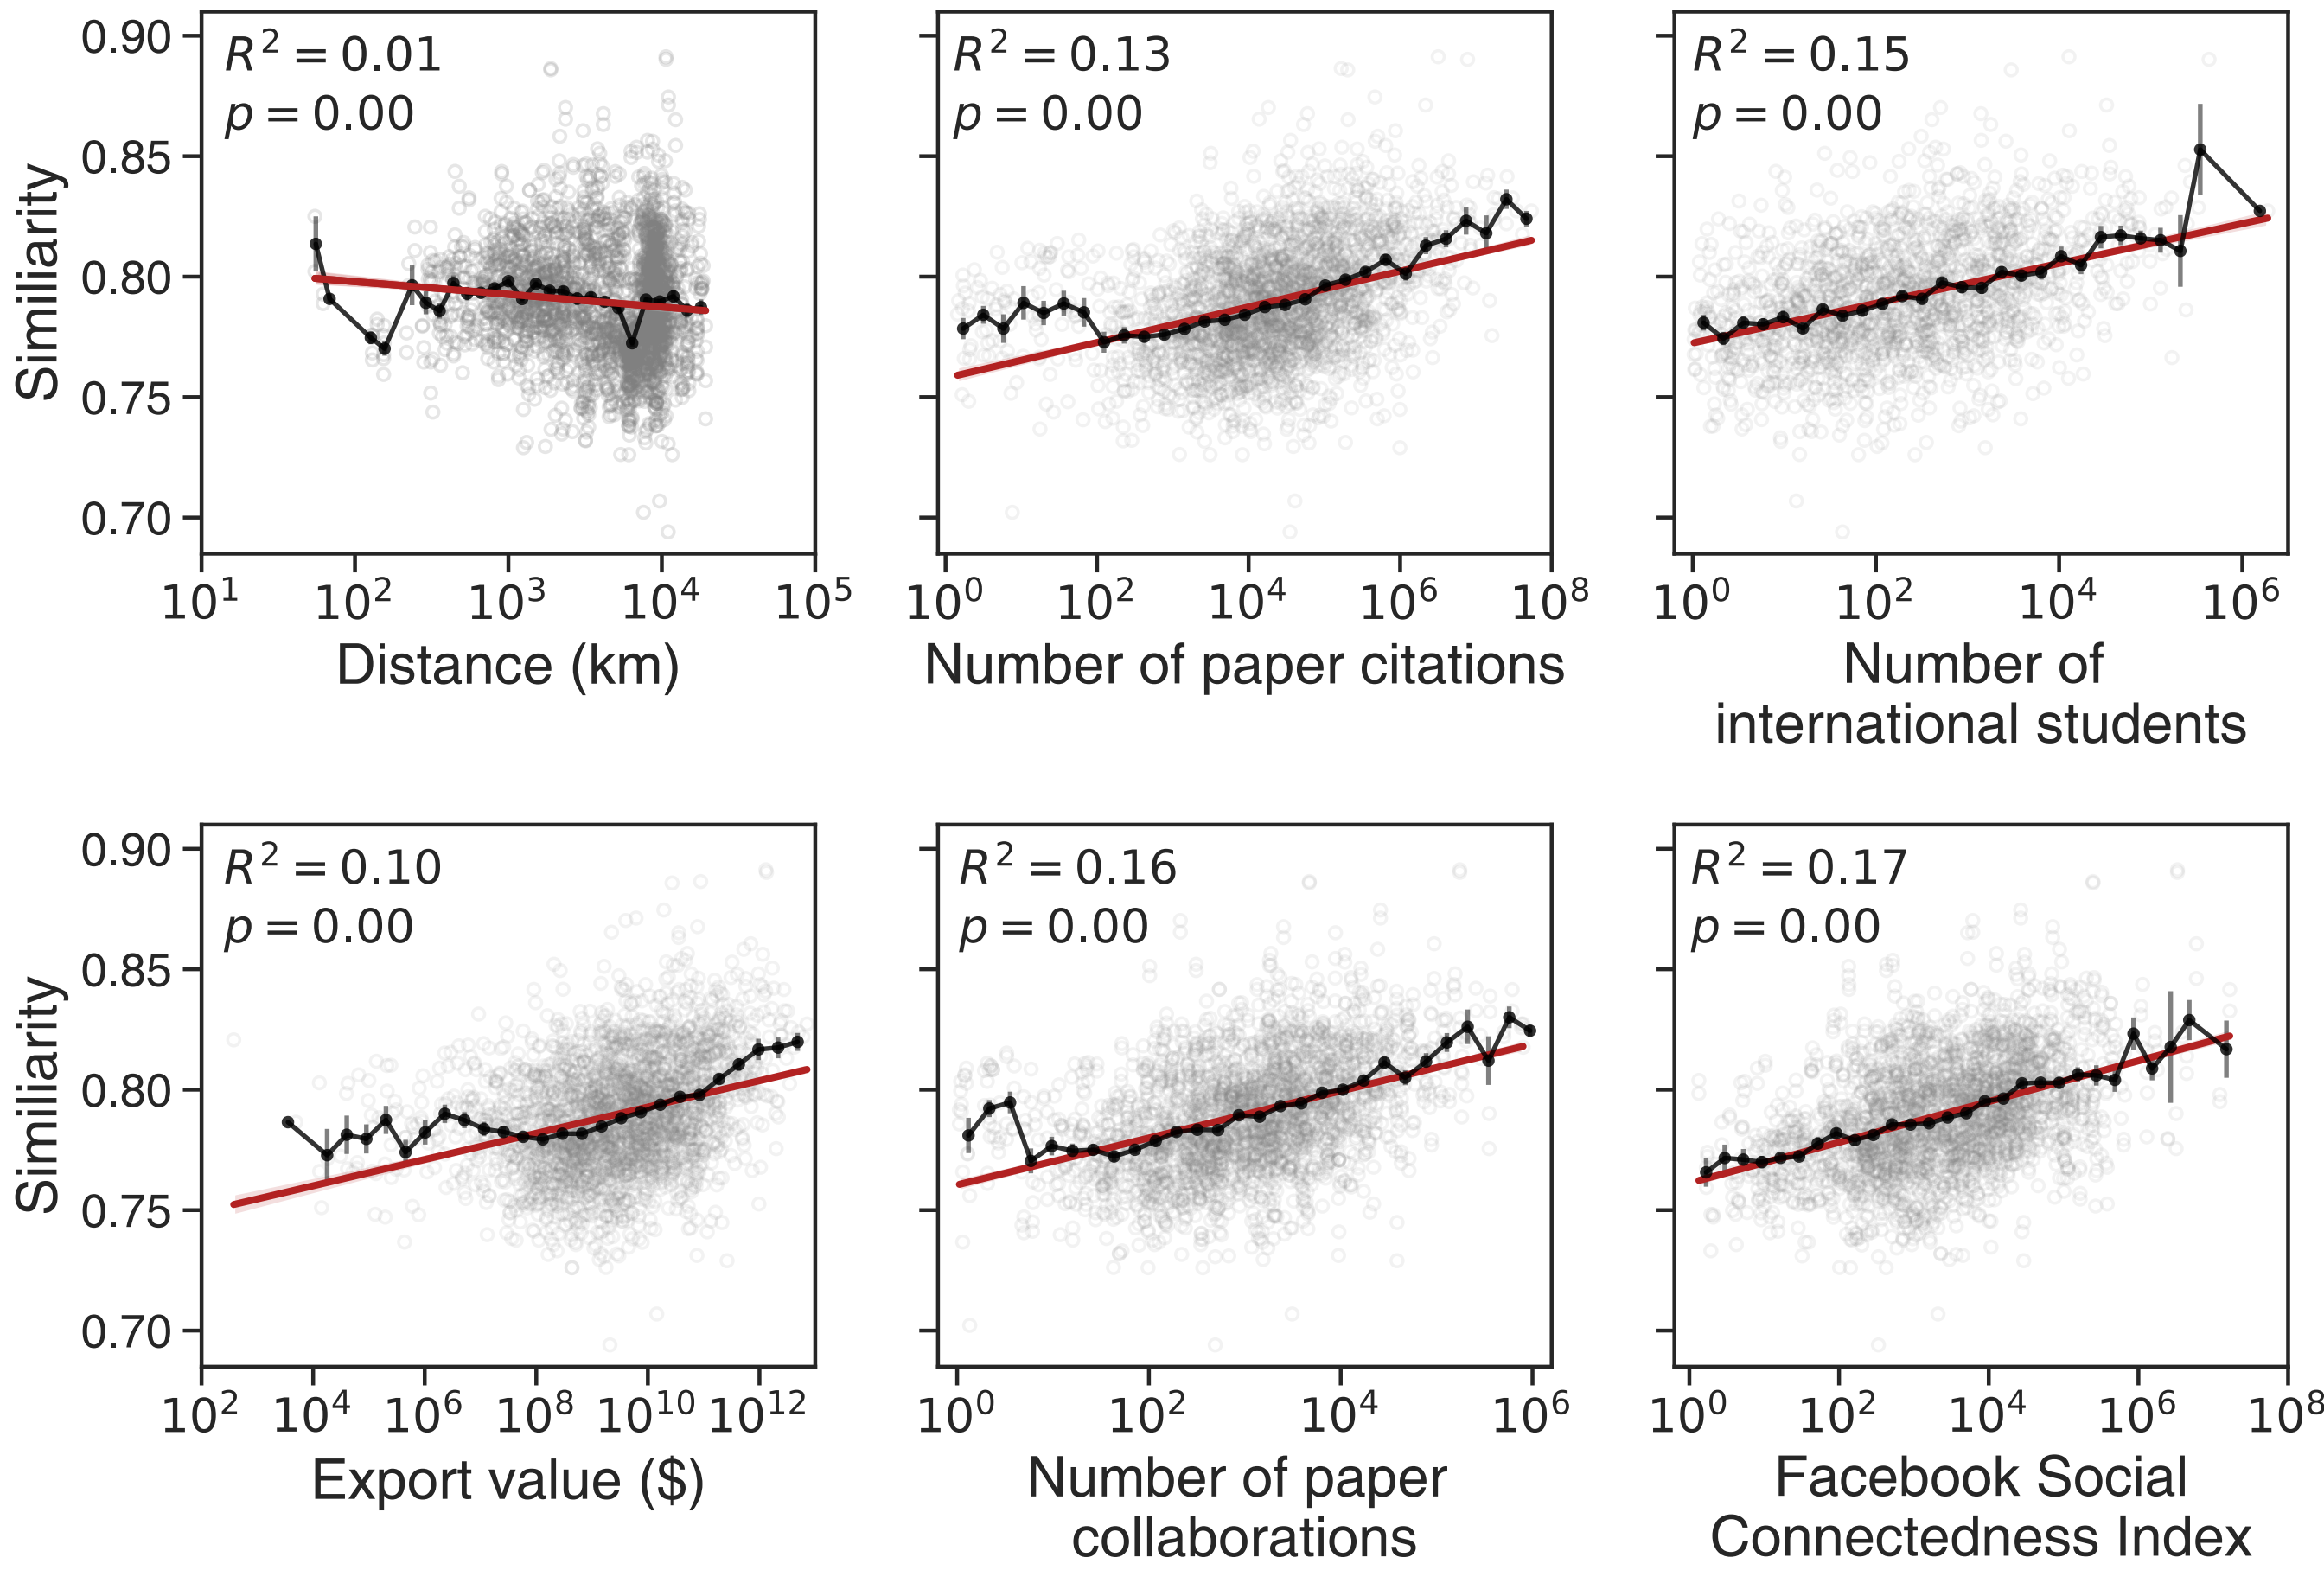 R² = 0.01
p = 0.00
0.90
0.85
0.80
0.75
0.70
Similiarity
10¹ 10² 10³ 10⁴ 10⁵
Distance (km)
R² = 0.13
p = 0.00
10⁰ 10² 10⁴ 10⁶ 10⁸
Number of paper citations
R² = 0.15
p = 0.00
10⁰ 10² 10⁴ 10⁶
Number of
international students
R² = 0.10
p = 0.00
0.90
0.85
0.80
0.75
0.70
Similiarity
10² 10⁴ 10⁶ 10⁸ 10¹⁰ 10¹²
Export value ($)
R² = 0.16
p = 0.00
10⁰ 10² 10⁴ 10⁶
Number of paper
collaborations
R² = 0.17
p = 0.00
10⁰ 10² 10⁴ 10⁶ 10⁸
Facebook Social
Connectedness Index